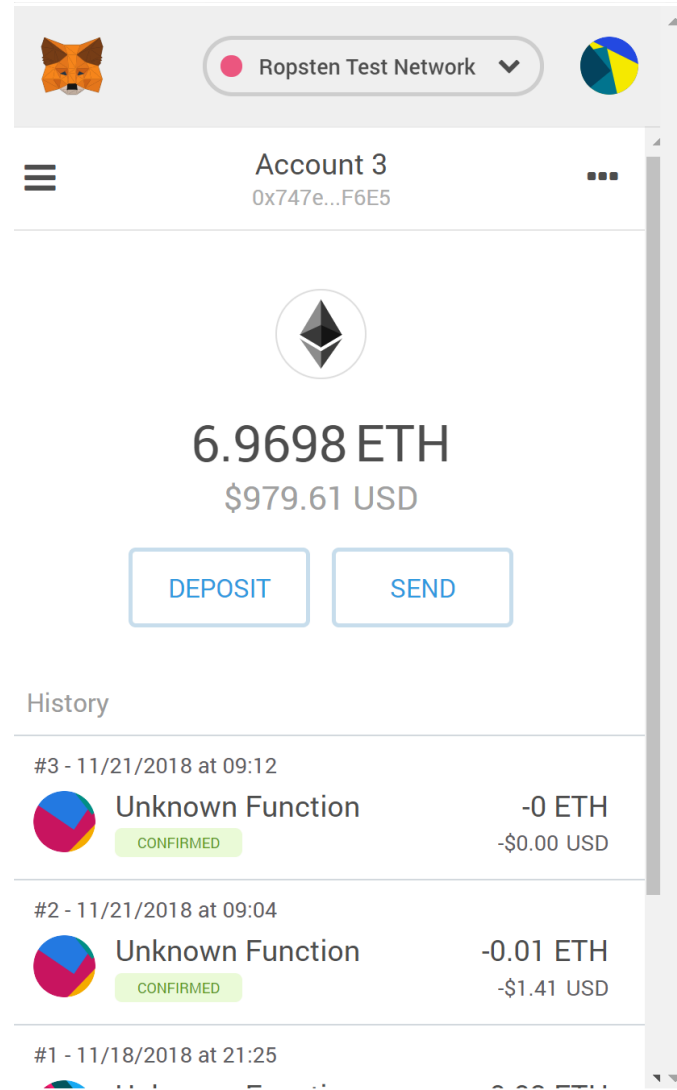 Ropsten Test Network
Account 3
0x747e...F6E5
6.9698 ETH
$979.61 USD
DEPOSIT SEND
History
#3 - 11/21/2018 at 09:12
Unknown Function -0 ETH
CONFIRMED -$0.00 USD
#2 - 11/21/2018 at 09:04
Unknown Function -0.01 ETH
CONFIRMED -$1.41 USD
#1 - 11/18/2018 at 21:25